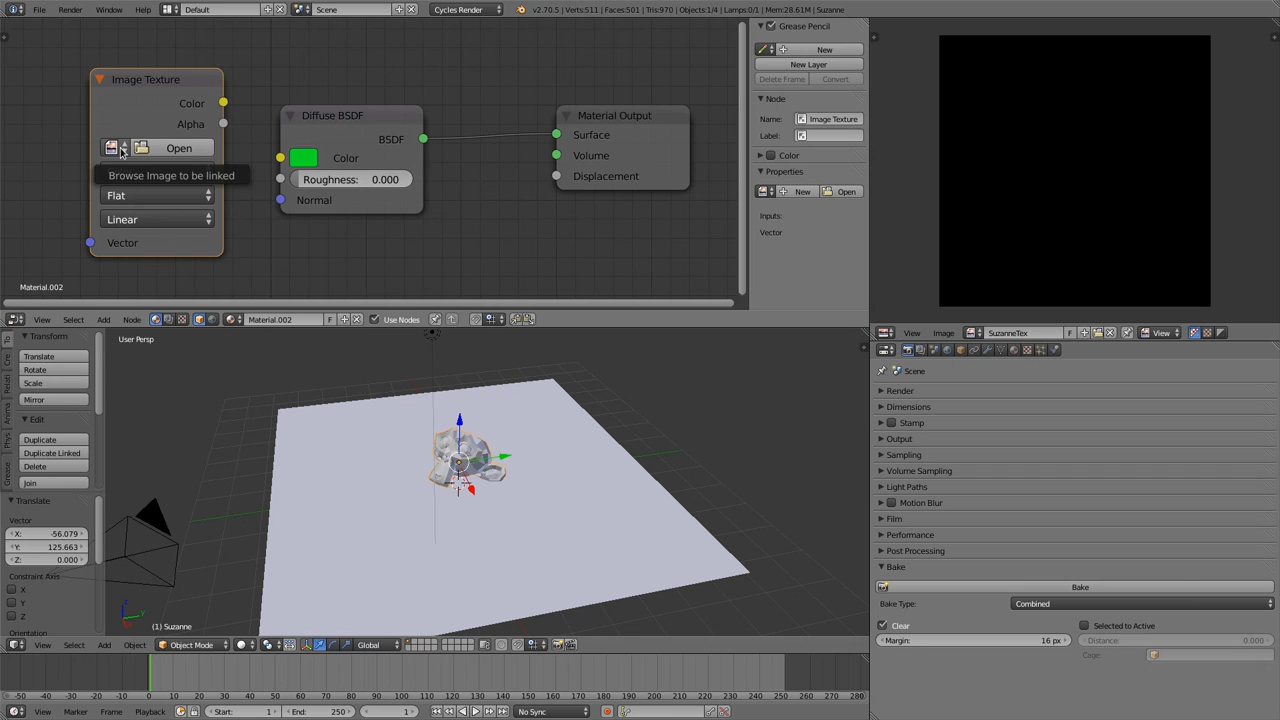 File Render Window Help Default Scene Cycles Render v2.70.5 | Verts:511 | Faces:501 | Tris:970 | Objects:1/4 | Lamps:0/1 | Mem:28.61M | Suzanne
Image Texture
Color
Alpha
Open
Browse Image to be linked
Flat
Linear
Vector
Diffuse BSDF
BSDF
Color
Roughness: 0.000
Normal
Material Output
Surface
Volume
Displacement
Material.002
Grease Pencil
New
New Layer
Delete Frame Convert
Node
Name: Image Texture
Label:
Color
Properties
New Open
Inputs:
Vector
View Select Add Node Material.002 F Use Nodes
View Image SuzanneTex F View
Transform
Translate
Rotate
Scale
Mirror
Edit
Duplicate
Duplicate Linked
Delete
Join
Translate
Vector
X: -56.079
Y: 125.663
Z: 0.000
Constraint Axis
X
Y
Z
Orientation
To
Cre
Relati
Anima
Phys
Grease
User Persp
(1) Suzanne
View Select Add Object Object Mode Global
Scene
Render
Dimensions
Stamp
Output
Sampling
Volume Sampling
Light Paths
Motion Blur
Film
Performance
Post Processing
Bake
Bake
Bake Type: Combined
Clear Selected to Active
Margin: 16 px Distance: 0.000
Cage:
-50 -40 -30 -20 -10 0 10 20 30 40 50 60 70 80 90 100 110 120 130 140 150 160 170 180 190 200 210 220 230 240 250 260 270 280
View Marker Frame Playback Start: 1 End: 250 1 No Sync